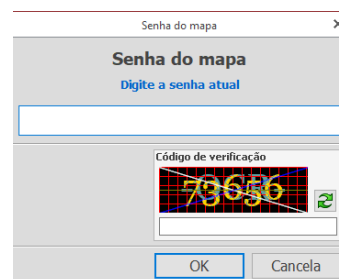 Senha do mapa
Senha do mapa
Digite a senha atual
Código de verificação
73656
OK
Cancela